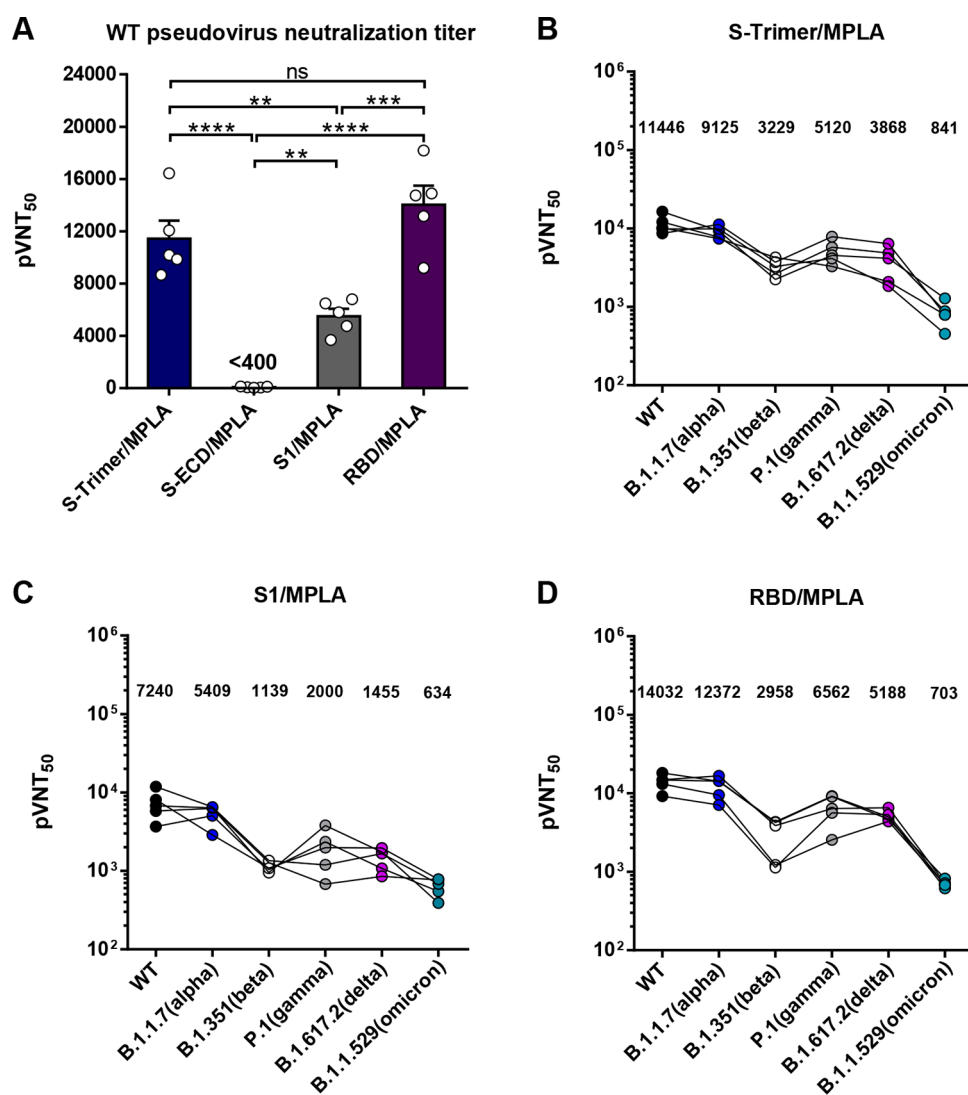 A
WT pseudovirus neutralization titer
24000
20000
16000
12000
8000
4000
0
pVNT50
ns
**
***
****
****
**
<400
S-Trimer/MPLA
S-ECD/MPLA
S1/MPLA
RBD/MPLA
B
S-Trimer/MPLA
10^6
10^5
10^4
10^3
10^2
pVNT50
11446 9125 3229 5120 3868 841
WT
B.1.1.7(alpha)
B.1.351(beta)
P.1(gamma)
B.1.617.2(delta)
B.1.1.529(omicron)
C
S1/MPLA
10^6
10^5
10^4
10^3
10^2
pVNT50
7240 5409 1139 2000 1455 634
WT
B.1.1.7(alpha)
B.1.351(beta)
P.1(gamma)
B.1.617.2(delta)
B.1.1.529(omicron)
D
RBD/MPLA
10^6
10^5
10^4
10^3
10^2
pVNT50
14032 12372 2958 6562 5188 703
WT
B.1.1.7(alpha)
B.1.351(beta)
P.1(gamma)
B.1.617.2(delta)
B.1.1.529(omicron)